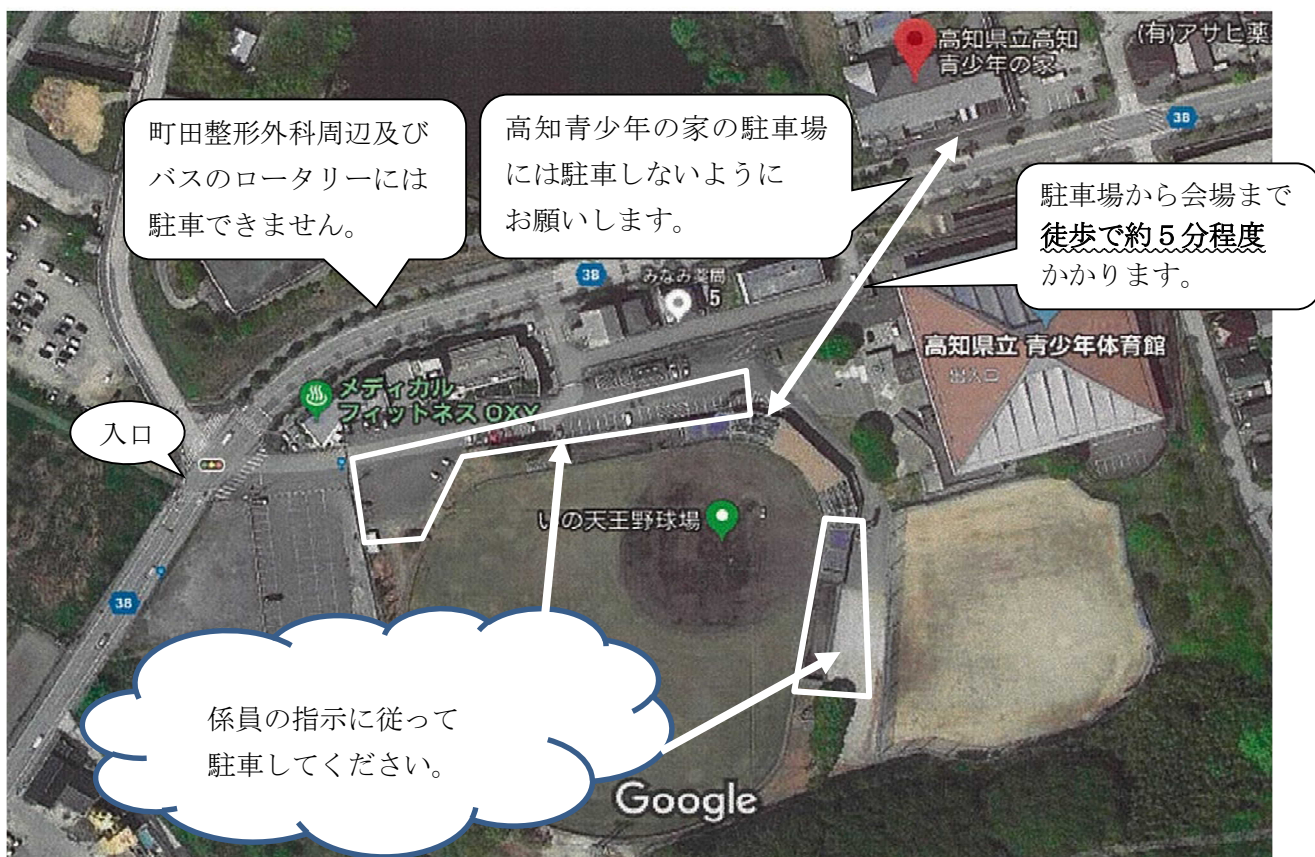 高知県立高知
青少年の家
(有)アサヒ薬
38
町田整形外科周辺及び
バスのロータリーには
駐車できません。
高知青少年の家の駐車場
には駐車しないように
お願いします。
駐車場から会場まで
徒歩で約5分程度
かかります。
38
みなみ薬局
5
高知県立 青少年体育館
出入口
メディカル
フィットネス OXY
入口
いの天王野球場
38
係員の指示に従って
駐車してください。
Google